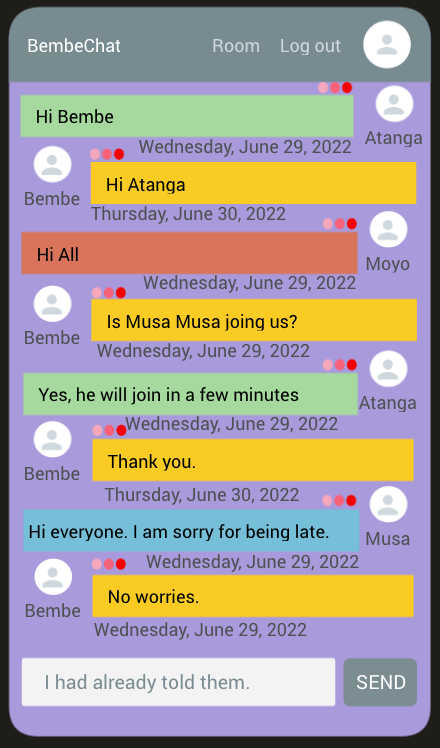 BembeChat Room Log out
Hi Bembe
Atanga
Wednesday, June 29, 2022
Hi Atanga
Bembe
Thursday, June 30, 2022
Hi All
Moyo
Wednesday, June 29, 2022
Is Musa Musa joing us?
Bembe
Wednesday, June 29, 2022
Yes, he will join in a few minutes
Atanga
Wednesday, June 29, 2022
Thank you.
Bembe
Thursday, June 30, 2022
Hi everyone. I am sorry for being late.
Musa
Wednesday, June 29, 2022
No worries.
Bembe
Wednesday, June 29, 2022
I had already told them. SEND